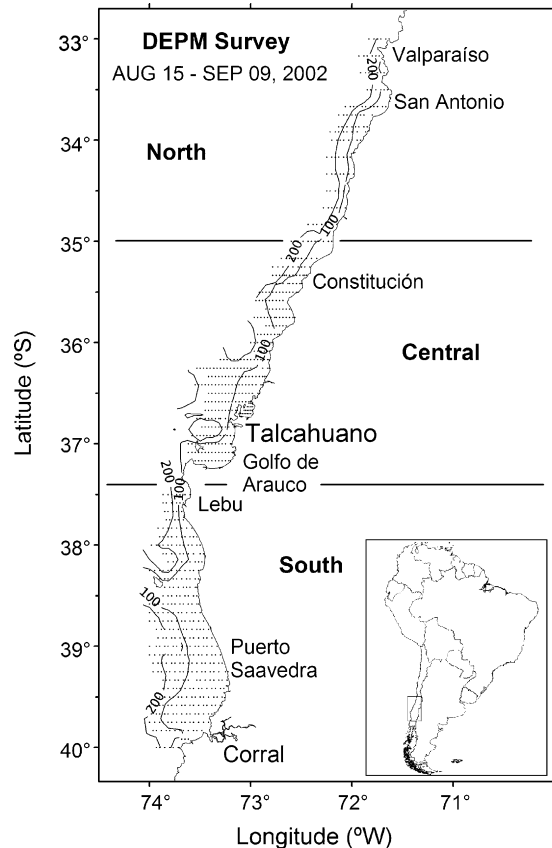 DEPM Survey
AUG 15 - SEP 09, 2002
33°
34°
35°
36°
37°
38°
39°
40°
Latitude (ºS)
200
Valparaíso
San Antonio
North
100
200
Constitución
100
Central
Talcahuano
Golfo de
Arauco
200
100
Lebu
South
100
Puerto
Saavedra
200
Corral
74°
73°
72°
71°
Longitude (ºW)